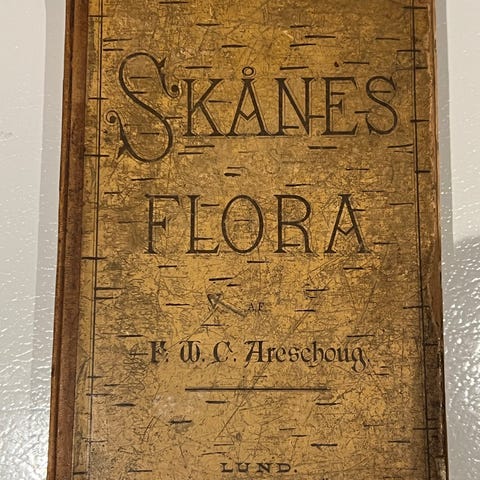 SKÅNES
FLORA
AF
F. W. C. Areschoug.
LUND.